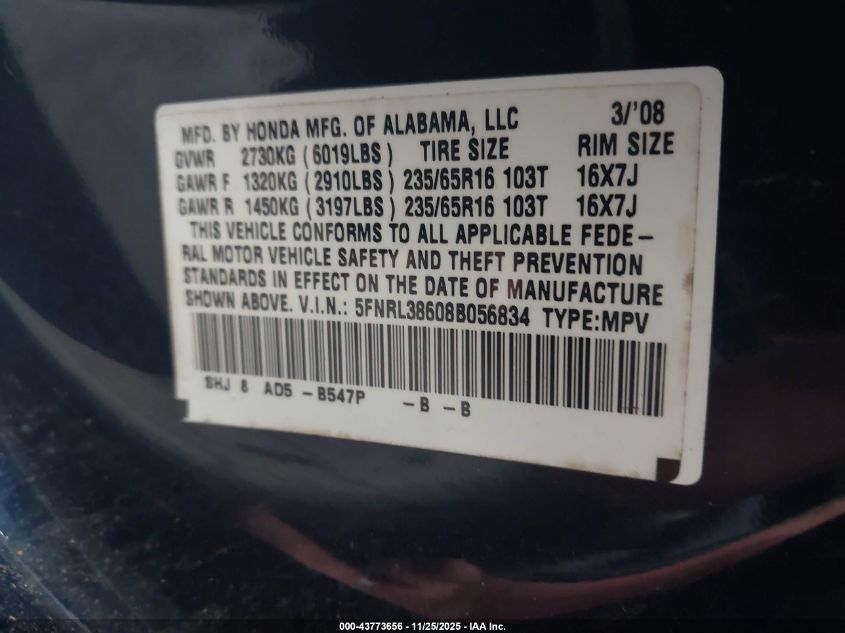 MFD. BY HONDA MFG. OF ALABAMA, LLC 3/'08
GVWR 2730KG (6019LBS) TIRE SIZE RIM SIZE
GAWR F 1320KG (2910LBS) 235/65R16 103T 16X7J
GAWR R 1450KG (3197LBS) 235/65R16 103T 16X7J
THIS VEHICLE CONFORMS TO ALL APPLICABLE FEDE-
RAL MOTOR VEHICLE SAFETY AND THEFT PREVENTION
STANDARDS IN EFFECT ON THE DATE OF MANUFACTURE
SHOWN ABOVE. V.I.N.: 5FNRL38608B056834 TYPE:MPV
SHJ 8 AD5 -B547P -B -B
000-43773656 - 11/25/2025 - IAA Inc.